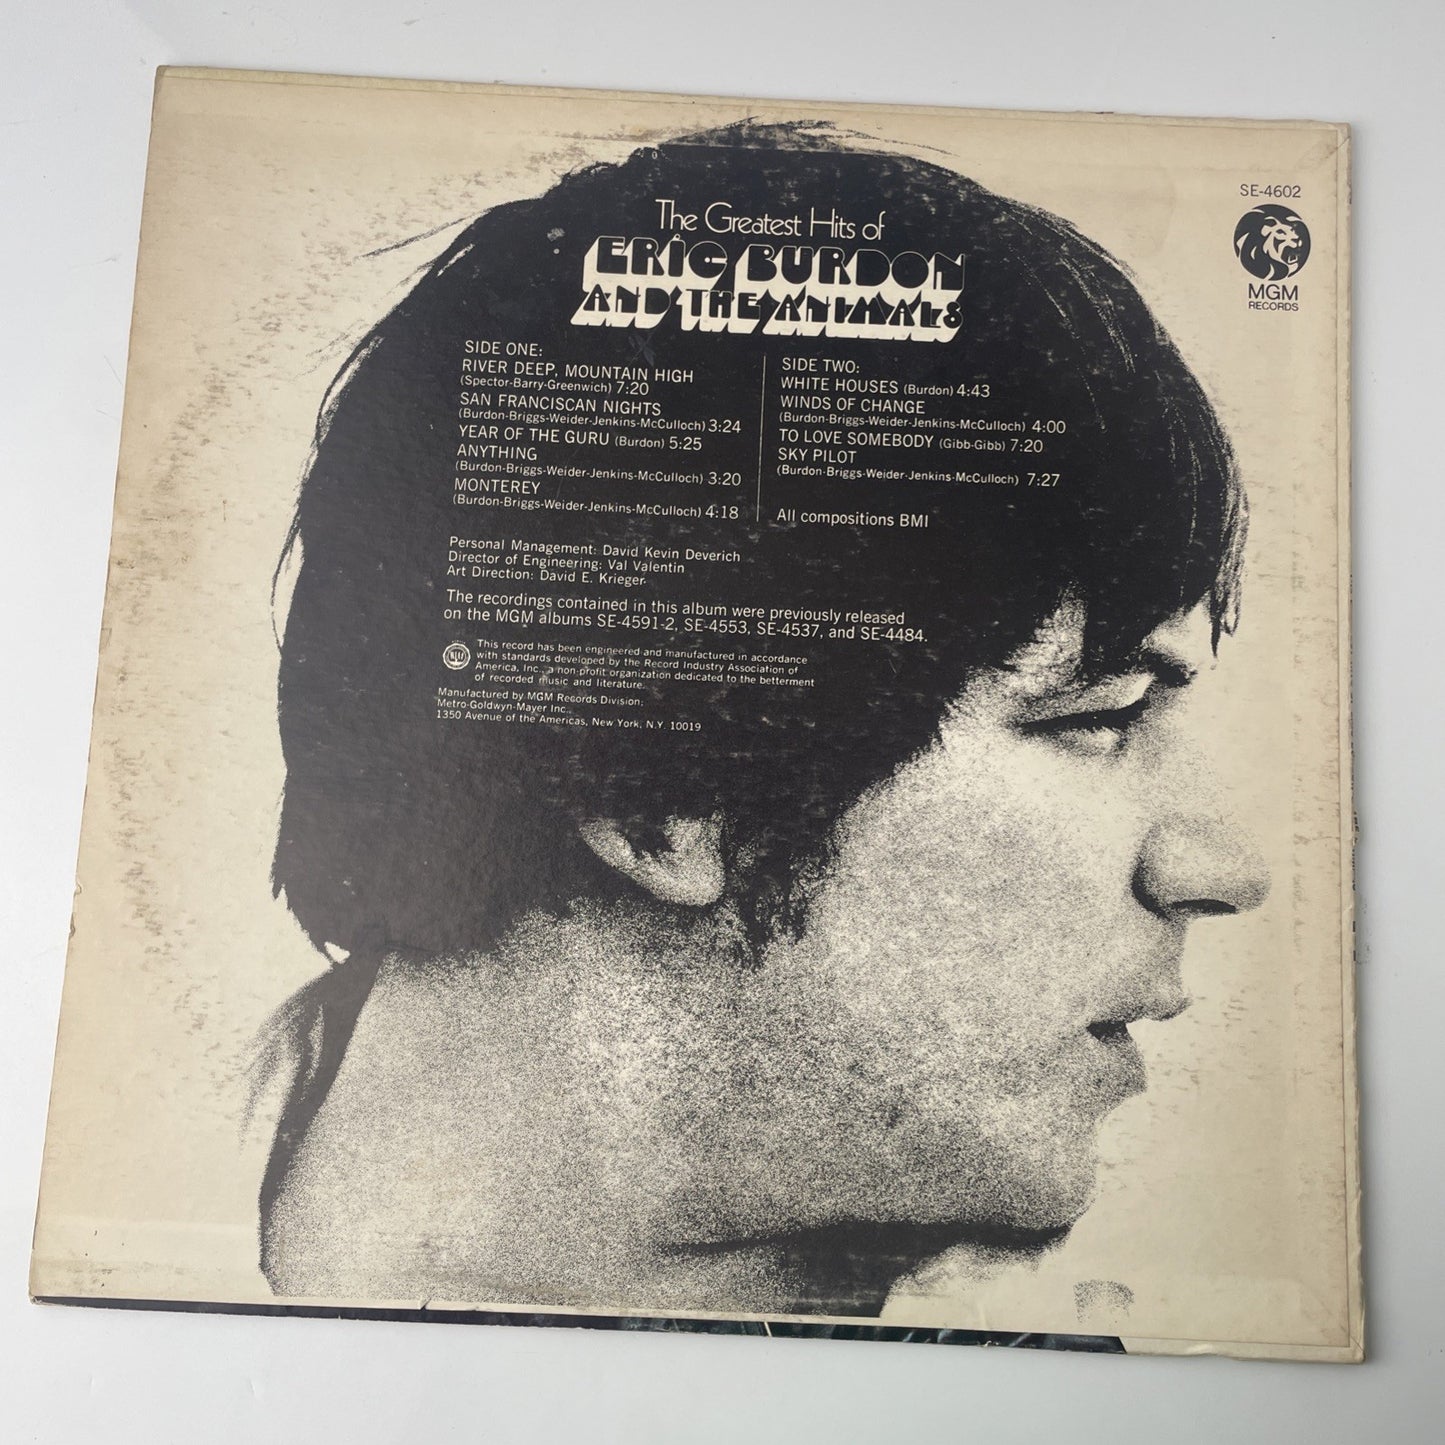 SE-4602
MGM
RECORDS
The Greatest Hits of
ERIC BURDON
AND THE ANIMALS
SIDE ONE:
RIVER DEEP, MOUNTAIN HIGH
(Spector-Barry-Greenwich) 7:20
SAN FRANCISCAN NIGHTS
(Burdon-Briggs-Weider-Jenkins-McCulloch) 3:24
YEAR OF THE GURU (Burdon) 5:25
ANYTHING
(Burdon-Briggs-Weider-Jenkins-McCulloch) 3:20
MONTEREY
(Burdon-Briggs-Weider-Jenkins-McCulloch) 4:18
SIDE TWO:
WHITE HOUSES (Burdon) 4:43
WINDS OF CHANGE
(Burdon-Briggs-Weider-Jenkins-McCulloch) 4:00
TO LOVE SOMEBODY (Gibb-Gibb) 7:20
SKY PILOT
(Burdon-Briggs-Weider-Jenkins-McCulloch) 7:27
All compositions BMI
Personal Management: David Kevin Deverich
Director of Engineering: Val Valentin
Art Direction: David E. Krieger
The recordings contained in this album were previously released
on the MGM albums SE-4591-2, SE-4553, SE-4537, and SE-4484.
This record has been engineered and manufactured in accordance
with standards developed by the Record Industry Association of
America, Inc., a non-profit organization dedicated to the betterment
of recorded music and literature.
Manufactured by MGM Records Division;
Metro-Goldwyn-Mayer Inc.,
1350 Avenue of the Americas, New York, N.Y. 10019